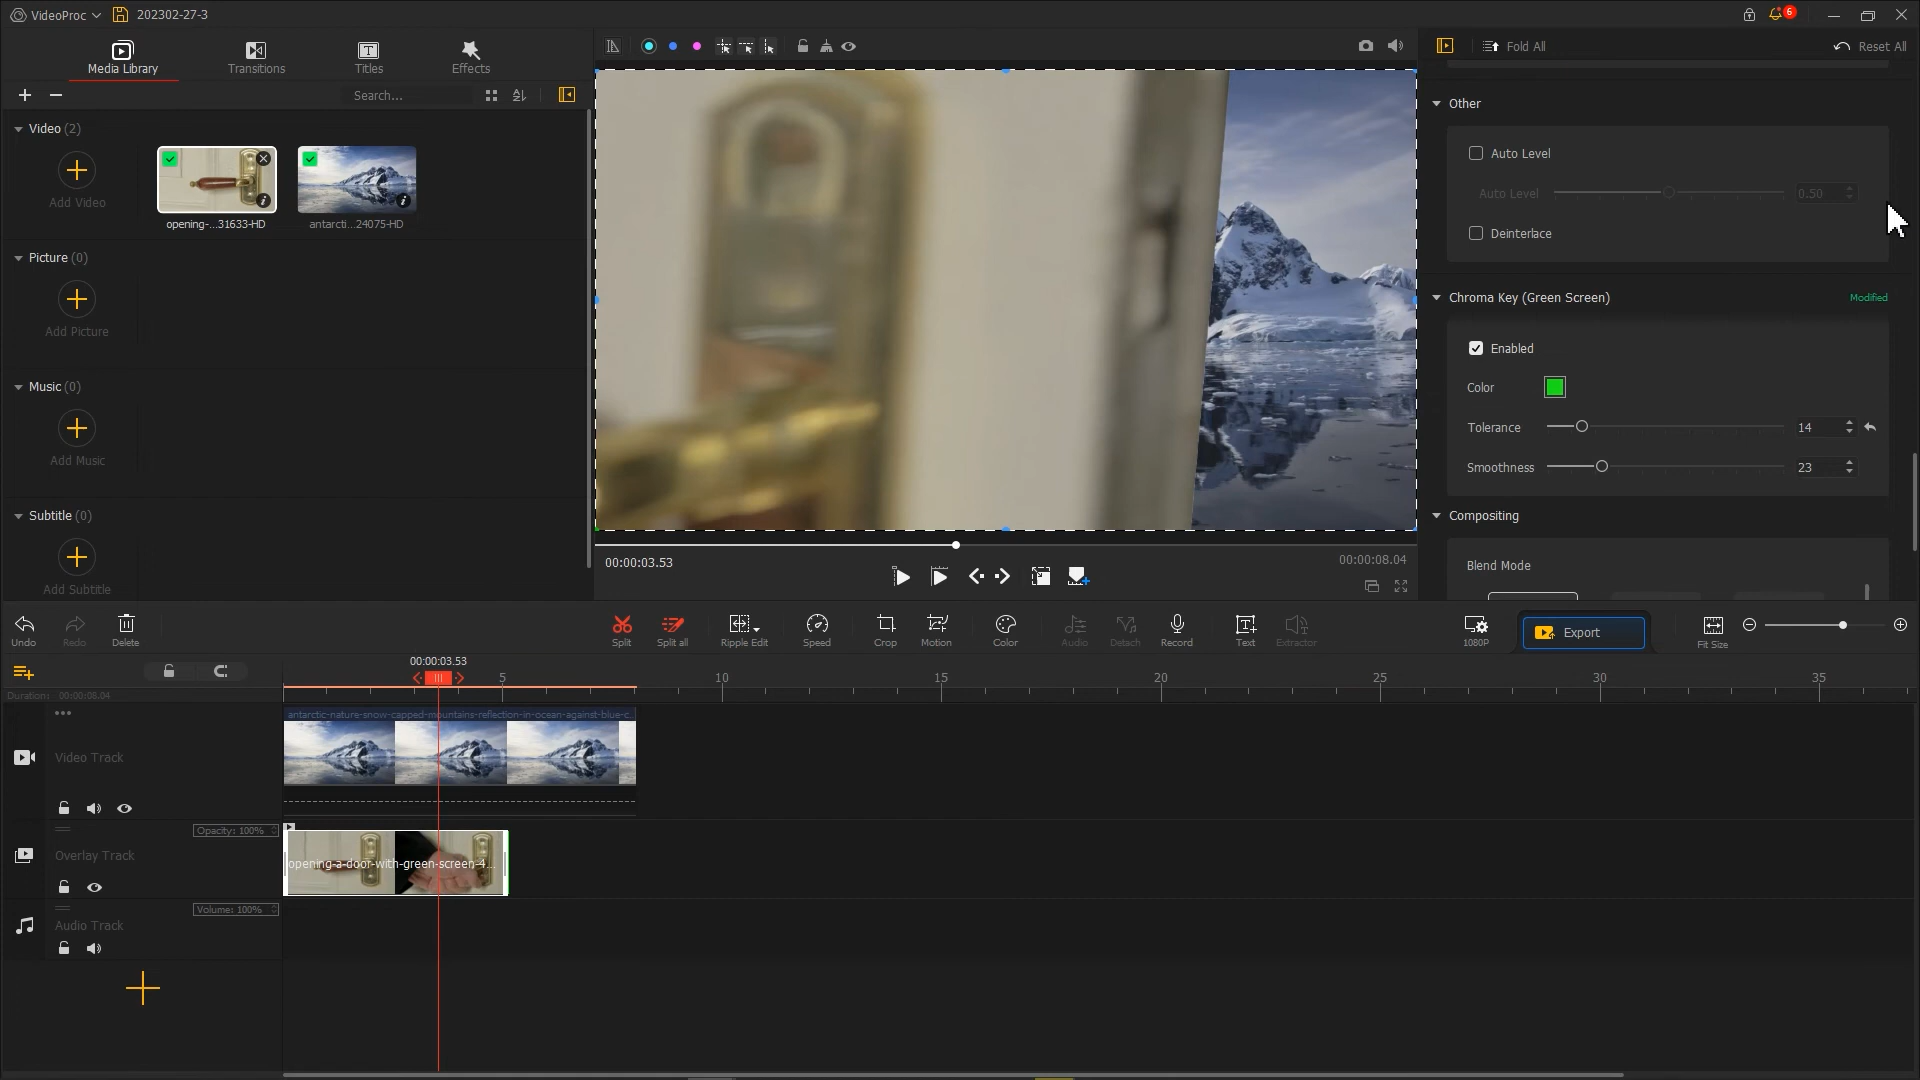 VideoProc
202302-27-3
6
Media Library
Transitions
Titles
Effects
Fold All
Reset All
Search...
Video (2)
Add Video
opening-...31633-HD
antarcti...24075-HD
Picture (0)
Add Picture
Music (0)
Add Music
Subtitle (0)
Add Subtitle
Other
Auto Level
Auto Level
0.50
Deinterlace
Chroma Key (Green Screen)
Modified
Enabled
Color
Tolerance
14
Smoothness
23
Compositing
Blend Mode
00:00:03.53
00:00:08.04
Undo
Redo
Delete
Split
Split all
Ripple Edit
Speed
Crop
Motion
Color
Audio
Detach
Record
Text
Extractor
1080P
Export
Fit Size
00:00:03.53
Duration: 00:00:08.04
5
10
15
20
25
30
35
antarctic-nature-snow-capped-mountains-reflection-in-ocean-against-blue-c...
Video Track
Opacity: 100%
Overlay Track
opening-a-door-with-green-screen-4...
Volume: 100%
Audio Track